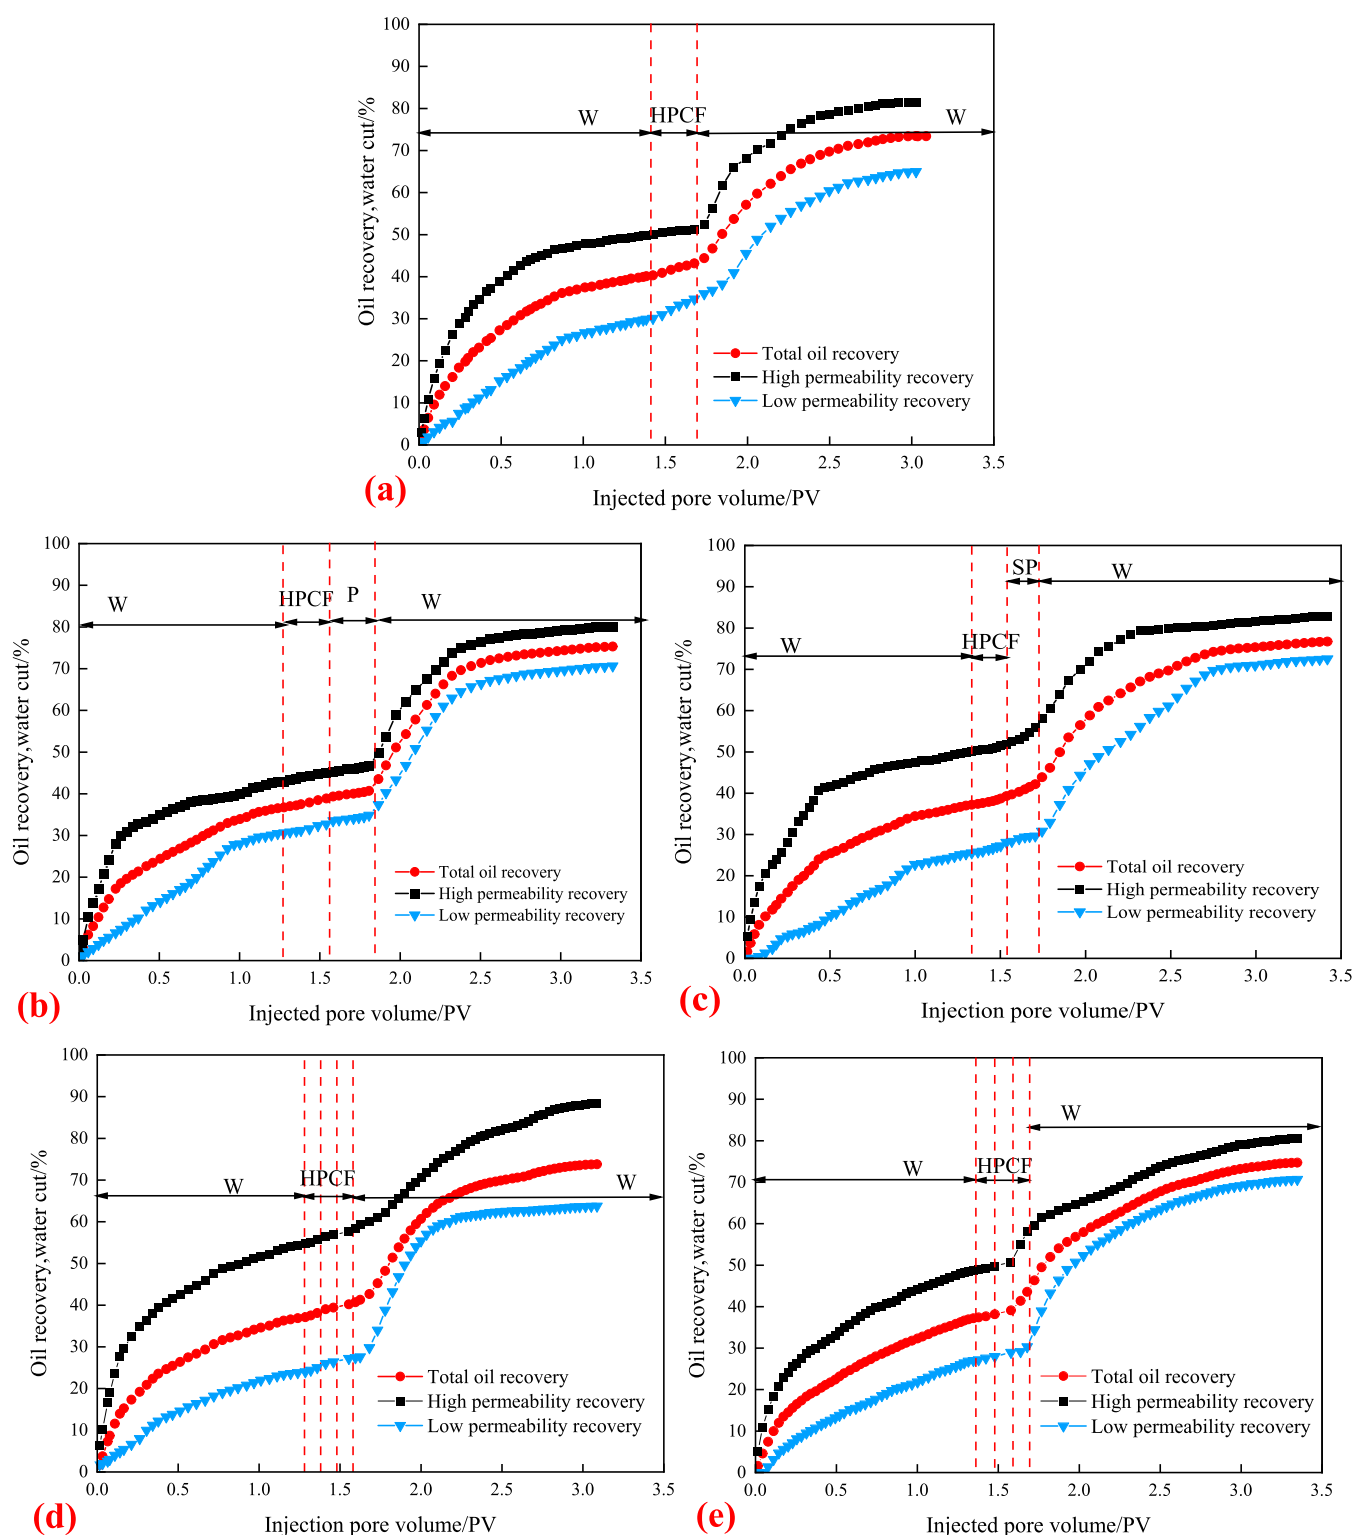 100
90
80
70
60
50
40
30
20
10
0
Oil recovery,water cut/%
W
HPCF
W
Total oil recovery
High permeability recovery
Low permeability recovery
0.0 0.5 1.0 1.5 2.0 2.5 3.0 3.5
(a)
Injected pore volume/PV
100
90
80
70
60
50
40
30
20
10
0
Oil recovery,water cut/%
W
HPCF
P
W
Total oil recovery
High permeability recovery
Low permeability recovery
0.0 0.5 1.0 1.5 2.0 2.5 3.0 3.5
(b)
Injected pore volume/PV
100
90
80
70
60
50
40
30
20
10
0
Oil recovery,water cut/%
SP
W
W
HPCF
Total oil recovery
High permeability recovery
Low permeability recovery
0.0 0.5 1.0 1.5 2.0 2.5 3.0 3.5
(c)
Injection pore volume/PV
100
90
80
70
60
50
40
30
20
10
0
Oil recovery,water cut/%
W
HPCF
W
Total oil recovery
High permeability recovery
Low permeability recovery
0.0 0.5 1.0 1.5 2.0 2.5 3.0 3.5
(d)
Injection pore volume/PV
100
90
80
70
60
50
40
30
20
10
0
Oil recovery,water cut/%
W
W
HPCF
Total oil recovery
High permeability recovery
Low permeability recovery
0.0 0.5 1.0 1.5 2.0 2.5 3.0 3.5
(e)
Injected pore volume/PV